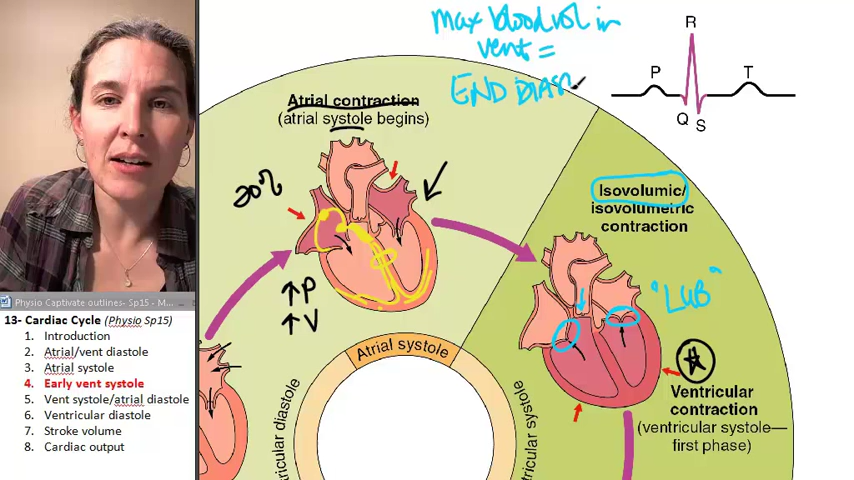 max blood vol in
vent =
END DIAS
R
P
T
Q
S
Atrial contraction
(atrial systole begins)
20%
↑P
↑V
Isovolumic/
isovolumetric
contraction
"LUB"
Ventricular
contraction
(ventricular systole—
first phase)
Atrial systole
ricular diastole
ricular systole
Physio Captivate outlines- Sp15
13- Cardiac Cycle (Physio Sp15)
1. Introduction
2. Atrial/vent diastole
3. Atrial systole
4. Early vent systole
5. Vent systole/atrial diastole
6. Ventricular diastole
7. Stroke volume
8. Cardiac output